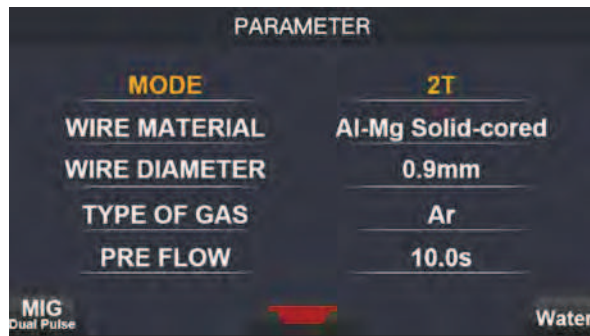 PARAMETER
MODE 2T
WIRE MATERIAL Al-Mg Solid-cored
WIRE DIAMETER 0.9mm
TYPE OF GAS Ar
PRE FLOW 10.0s
MIG Water
Dual Pulse